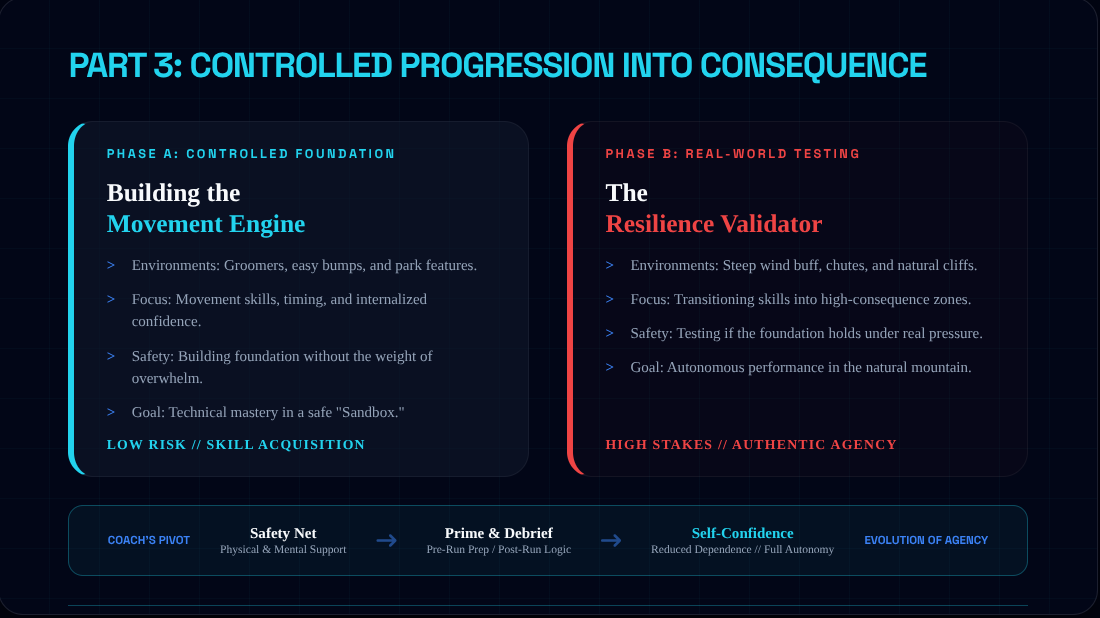 PART 3: CONTROLLED PROGRESSION INTO CONSEQUENCE
PHASE A: CONTROLLED FOUNDATION
Building the
Movement Engine
> Environments: Groomers, easy bumps, and park features.
> Focus: Movement skills, timing, and internalized
confidence.
> Safety: Building foundation without the weight of
overwhelm.
> Goal: Technical mastery in a safe "Sandbox."
LOW RISK // SKILL ACQUISITION
PHASE B: REAL-WORLD TESTING
The
Resilience Validator
> Environments: Steep wind buff, chutes, and natural cliffs.
> Focus: Transitioning skills into high-consequence zones.
> Safety: Testing if the foundation holds under real pressure.
> Goal: Autonomous performance in the natural mountain.
HIGH STAKES // AUTHENTIC AGENCY
COACH'S PIVOT
Safety Net
Physical & Mental Support
→
Prime & Debrief
Pre-Run Prep / Post-Run Logic
→
Self-Confidence
Reduced Dependence // Full Autonomy
EVOLUTION OF AGENCY